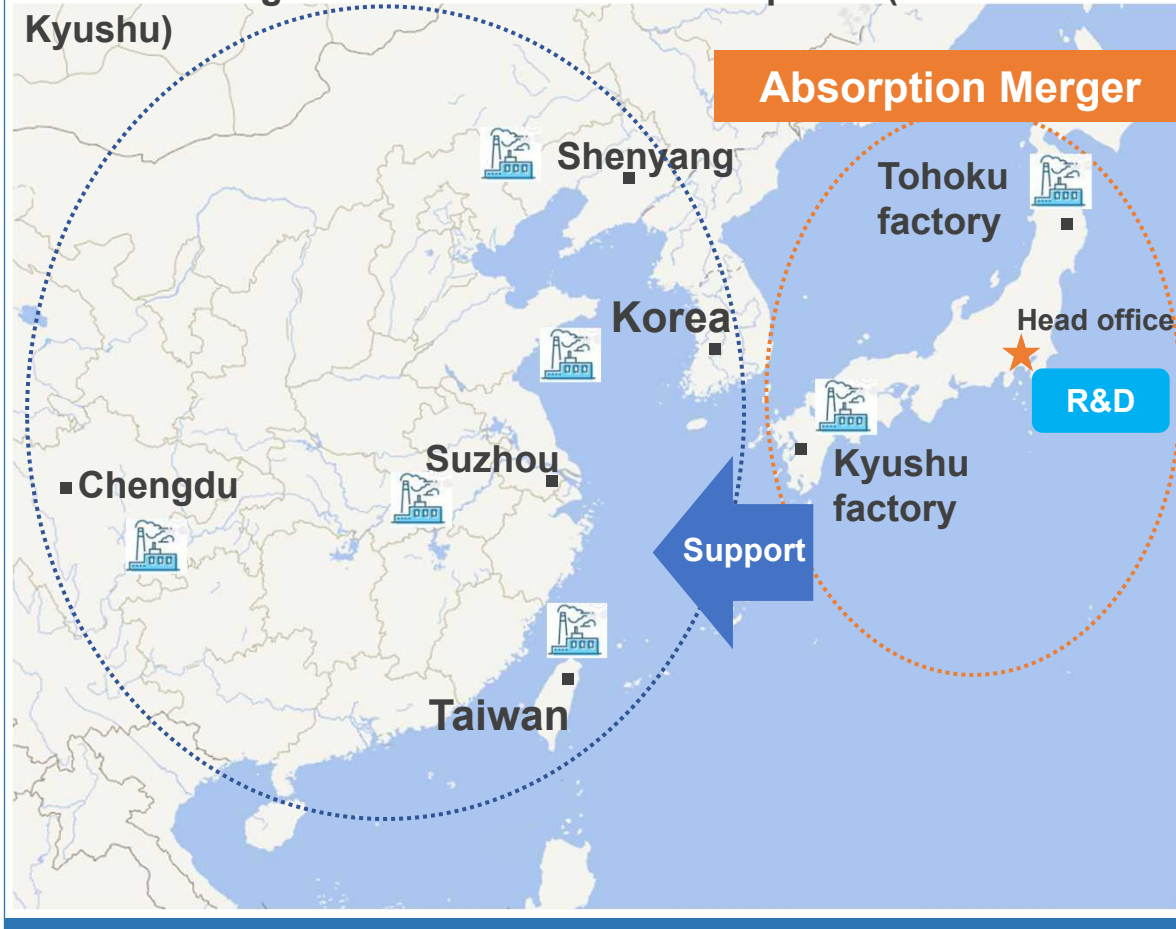 Kyushu)
Absorption Merger
Shenyang
Tohoku
factory
Korea
Head office
R&D
Suzhou
Chengdu
Kyushu
factory
Support
Taiwan